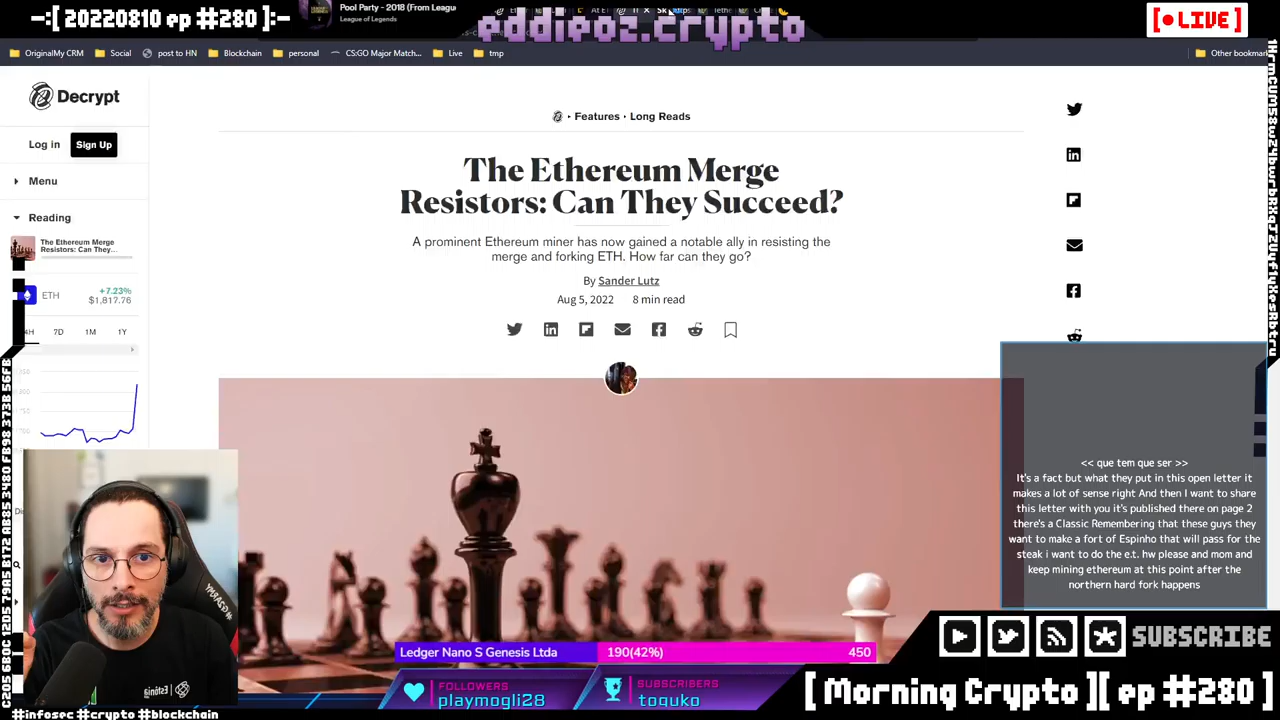 -:[ 20220810 ep #280 ]:-
Pool Party - 2018 (From Leagu
League of Legends
eddieoz.crypto
[ • LIVE ]
OriginalMy CRM
Social
post to HN
Blockchain
personal
CS:GO Major Match...
Live
tmp
Other bookmar
Decrypt
Log in
Sign Up
Menu
Reading
The Ethereum Merge
Resistors: Can They...
ETH
+7.23%
$1,817.76
4H
7D
1M
1Y
Features • Long Reads
The Ethereum Merge
Resistors: Can They Succeed?
A prominent Ethereum miner has now gained a notable ally in resisting the
merge and forking ETH. How far can they go?
By Sander Lutz
Aug 5, 2022
8 min read
<< que tem que ser >>
It's a fact but what they put in this open letter it
makes a lot of sense right And then I want to share
this letter with you it's published there on page 2
there's a Classic Remembering that these guys they
want to make a fort of Espinho that will pass for the
steak i want to do the e.t. hw please and mom and
keep mining ethereum at this point after the
northern hard fork happens
Ledger Nano S Genesis Ltda
190(42%)
450
FOLLOWERS
playmogli28
SUBSCRIBERS
toguko
SUBSCRIBE
[ Morning Crypto ][ ep #280 ]
#infosec #crypto #blockchain